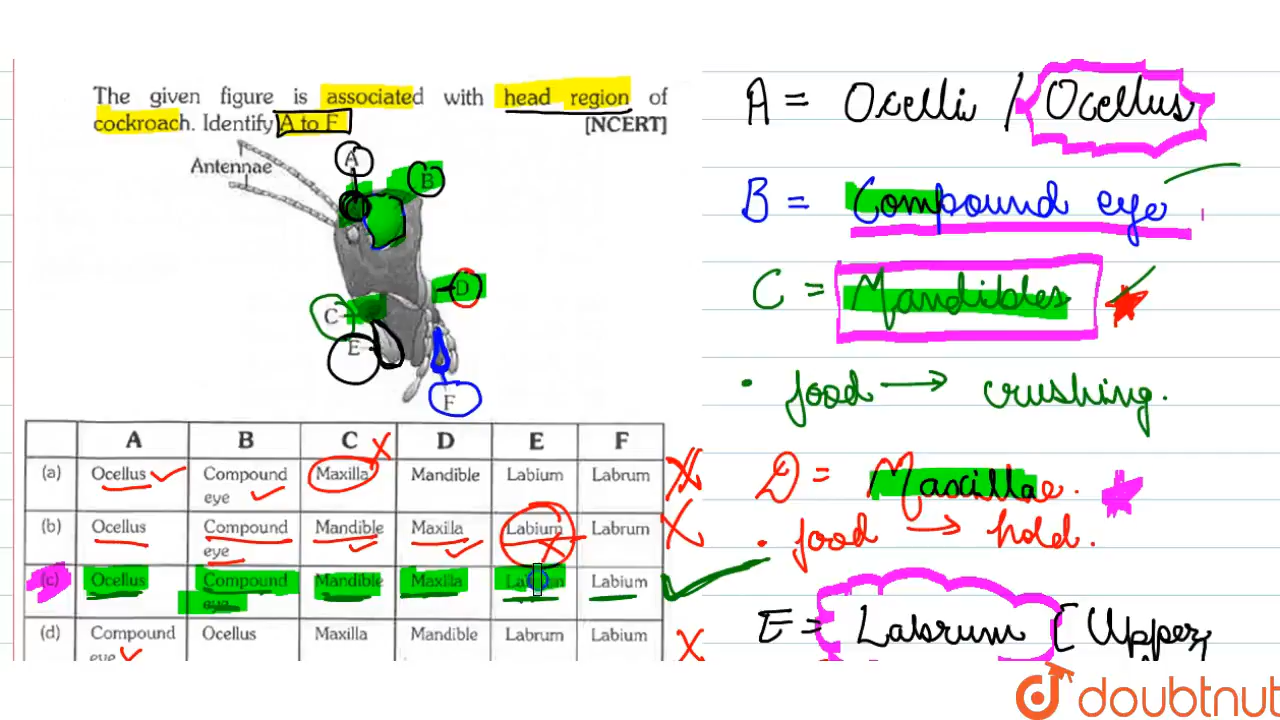 The given figure is associated with head region of
cockroach. Identify A to F [NCERT]
Antennae
A
B
C
D
E
F
A B C D E F
(a) Ocellus Compound eye Maxilla Mandible Labium Labrum
(b) Ocellus Compound eye Mandible Maxilla Labium Labrum
(c) Ocellus Compound eye Mandible Maxilla Labium
(d) Compound eye Ocellus Maxilla Mandible Labrum Labium
A = Ocelli / Ocellus
B = Compound eye
C = Mandibles
• food → crushing.
D = Maxillae.
• food → hold.
E = Labrum [Upper
doubtnut